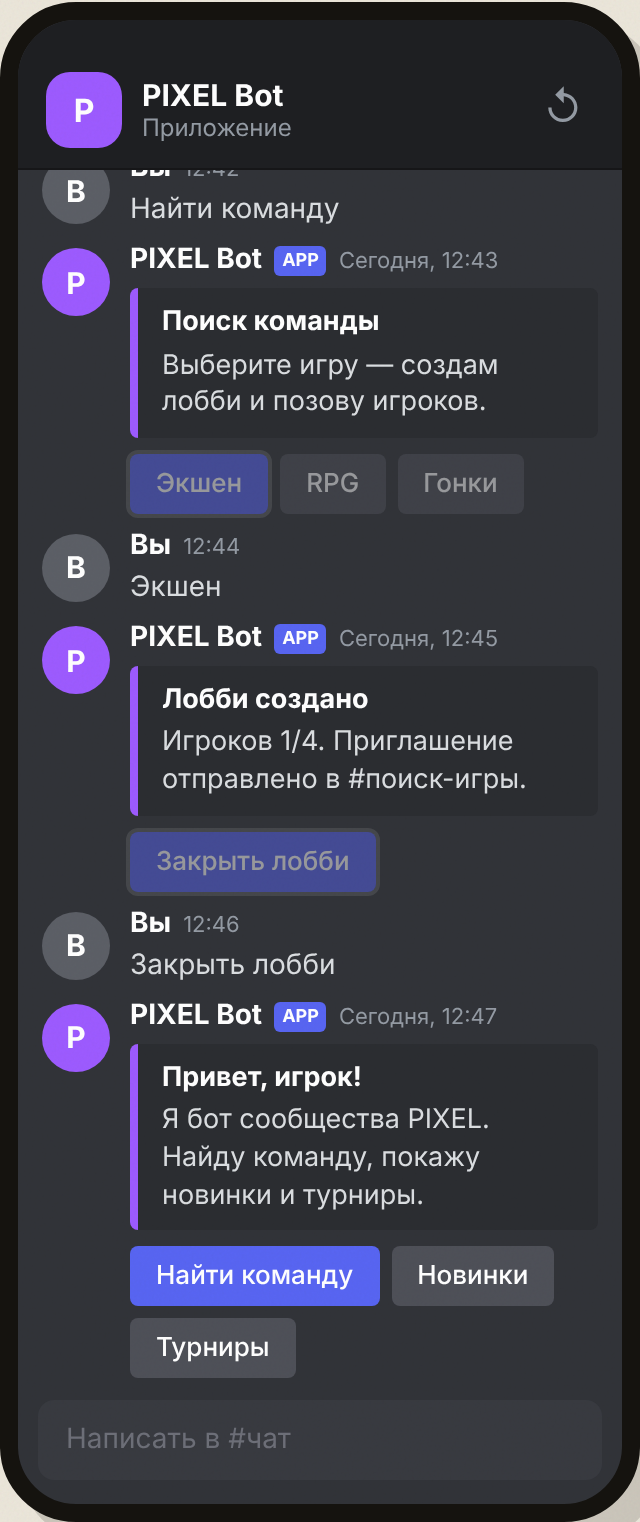 P
PIXEL Bot
Приложение
Вы 12:42
В
Найти команду
P
PIXEL Bot APP Сегодня, 12:43
Поиск команды
Выберите игру — создам
лобби и позову игроков.
Экшен RPG Гонки
В
Вы 12:44
Экшен
P
PIXEL Bot APP Сегодня, 12:45
Лобби создано
Игроков 1/4. Приглашение
отправлено в #поиск-игры.
Закрыть лобби
В
Вы 12:46
Закрыть лобби
P
PIXEL Bot APP Сегодня, 12:47
Привет, игрок!
Я бот сообщества PIXEL.
Найду команду, покажу
новинки и турниры.
Найти команду Новинки
Турниры
Написать в #чат